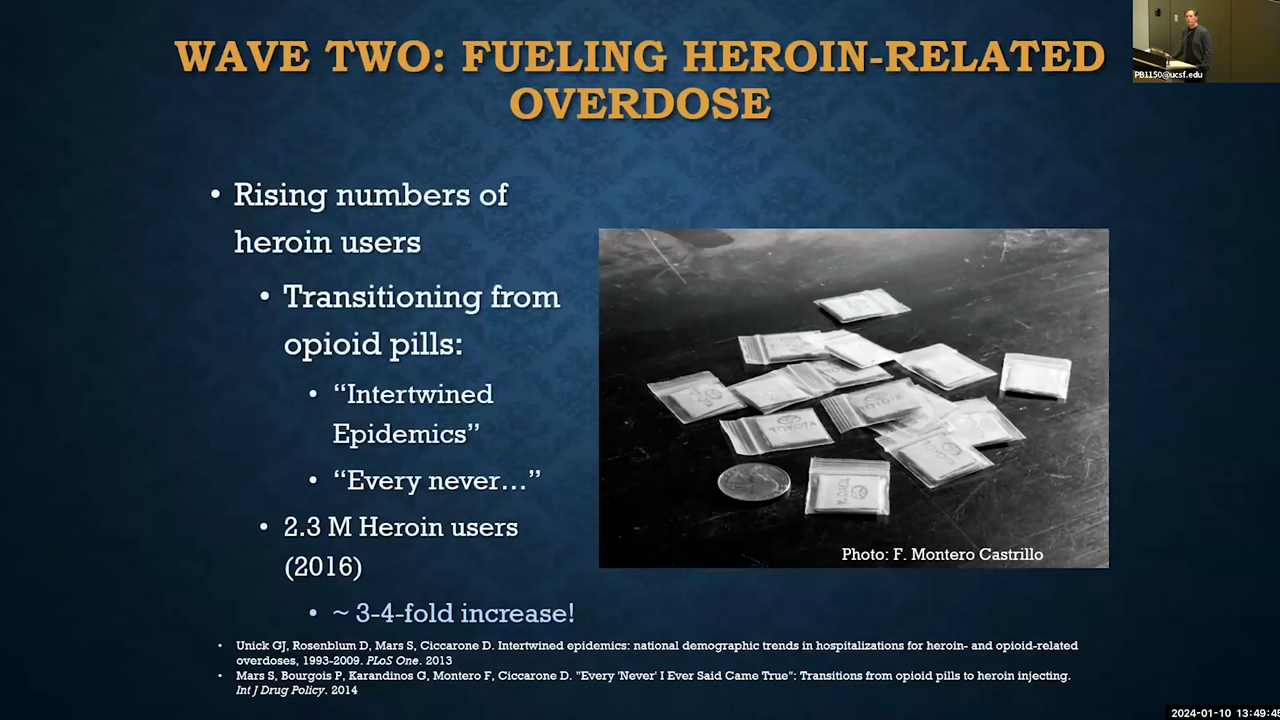 WAVE TWO: FUELING HEROIN-RELATED
OVERDOSE
PB1150@ucsf.edu
• Rising numbers of
heroin users
• Transitioning from
opioid pills:
• “Intertwined
Epidemics”
• “Every never…”
• 2.3 M Heroin users
(2016)
• ~ 3-4-fold increase!
TOYOTA
TOYOTA
Photo: F. Montero Castrillo
• Unick GJ, Rosenblum D, Mars S, Ciccarone D. Intertwined epidemics: national demographic trends in hospitalizations for heroin- and opioid-related
overdoses, 1993-2009. PLoS One. 2013
• Mars S, Bourgois P, Karandinos G, Montero F, Ciccarone D. "Every 'Never' I Ever Said Came True": Transitions from opioid pills to heroin injecting.
Int J Drug Policy. 2014
2024-01-10 13:49:45